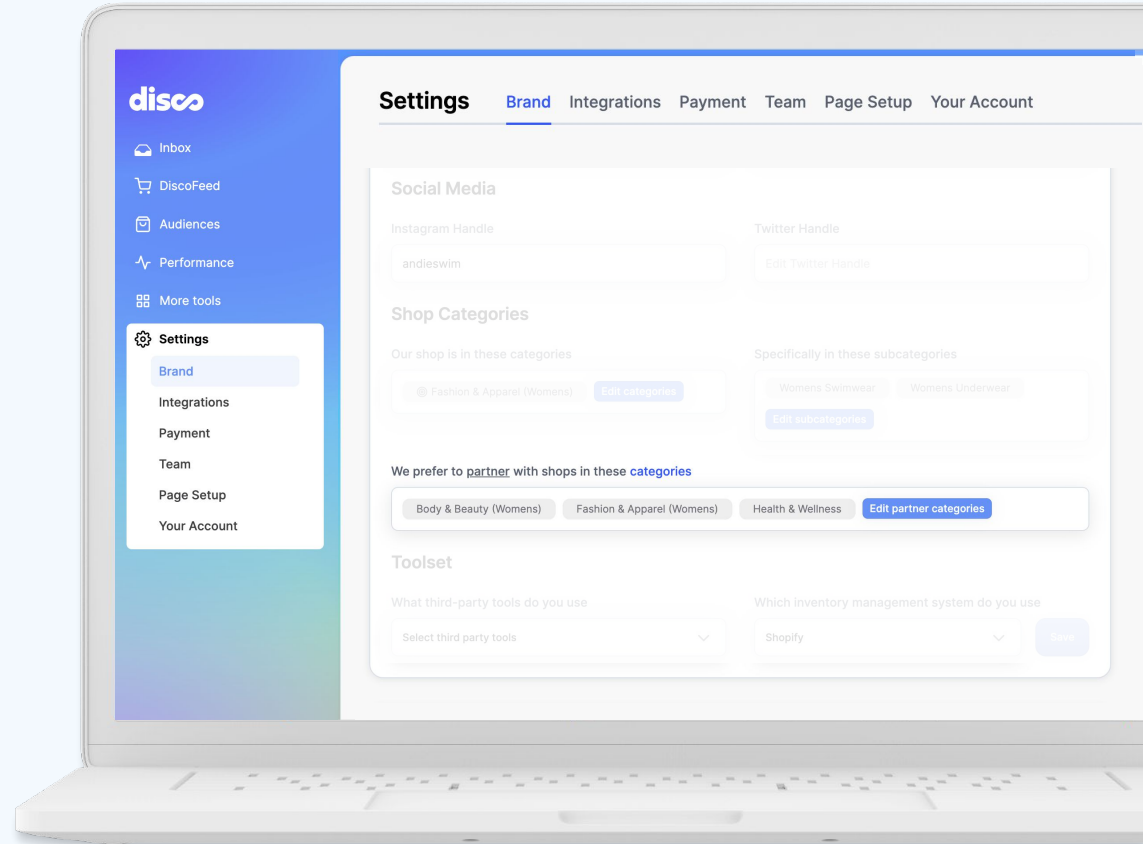 disco
Inbox
DiscoFeed
Audiences
Performance
More tools
Settings
Brand
Integrations
Payment
Team
Page Setup
Your Account
Settings Brand Integrations Payment Team Page Setup Your Account
Social Media
Instagram Handle Twitter Handle
andieswim Edit Twitter Handle
Shop Categories
Our shop is in these categories Specifically in these subcategories
Fashion & Apparel (Womens) Edit categories Womens Swimwear Womens Underwear
Edit subcategories
We prefer to partner with shops in these categories
Body & Beauty (Womens) Fashion & Apparel (Womens) Health & Wellness Edit partner categories
Toolset
What third-party tools do you use Which inventory management system do you use
Select third party tools Shopify Save